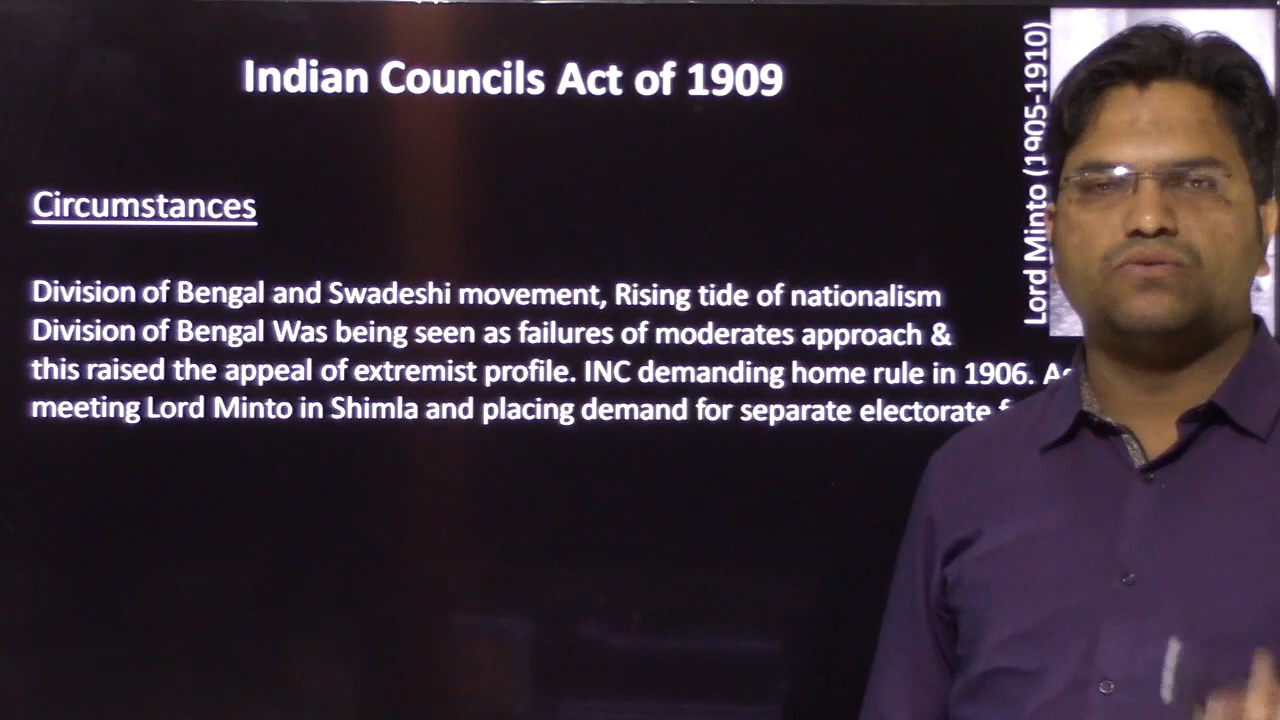 Indian Councils Act of 1909
Lord Minto (1905-1910)
Circumstances
Division of Bengal and Swadeshi movement, Rising tide of nationalism
Division of Bengal Was being seen as failures of moderates approach &
this raised the appeal of extremist profile. INC demanding home rule in 1906.
meeting Lord Minto in Shimla and placing demand for separate electorate